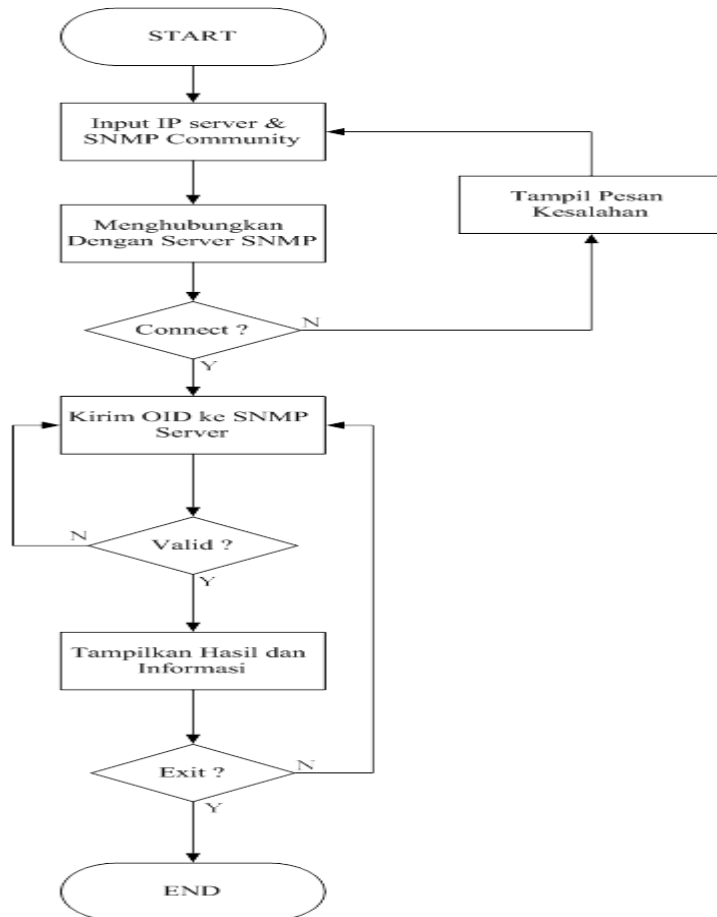 START
Input IP server &
SNMP Community
Tampil Pesan
Kesalahan
Menghubungkan
Dengan Server SNMP
Connect ?
N
Y
Kirim OID ke SNMP
Server
N
Valid ?
Y
Tampilkan Hasil dan
Informasi
Exit ?
N
Y
END